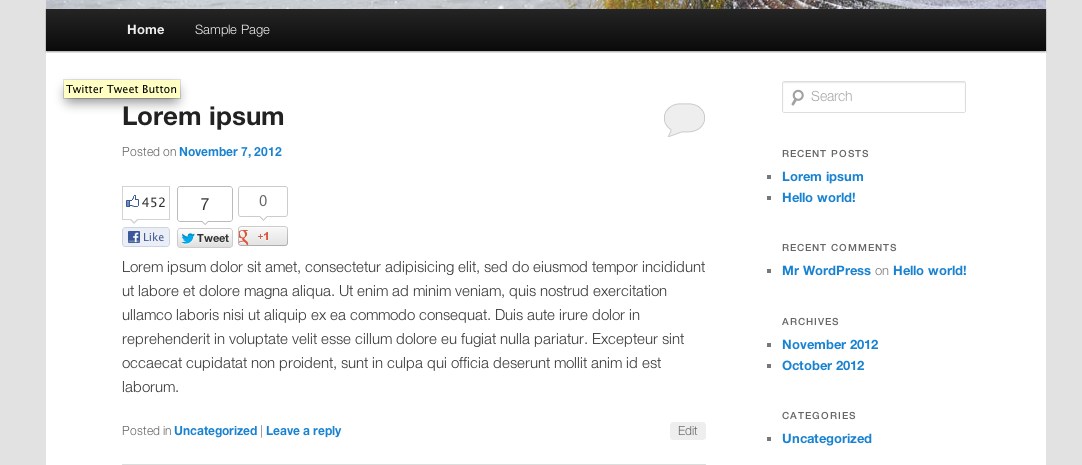 Home Sample Page
Twitter Tweet Button
Lorem ipsum
Posted on November 7, 2012
452 7 0
Like Tweet +1
Lorem ipsum dolor sit amet, consectetur adipisicing elit, sed do eiusmod tempor incididunt
ut labore et dolore magna aliqua. Ut enim ad minim veniam, quis nostrud exercitation
ullamco laboris nisi ut aliquip ex ea commodo consequat. Duis aute irure dolor in
reprehenderit in voluptate velit esse cillum dolore eu fugiat nulla pariatur. Excepteur sint
occaecat cupidatat non proident, sunt in culpa qui officia deserunt mollit anim id est
laborum.
Posted in Uncategorized | Leave a reply Edit
Search
RECENT POSTS
Lorem ipsum
Hello world!
RECENT COMMENTS
Mr WordPress on Hello world!
ARCHIVES
November 2012
October 2012
CATEGORIES
Uncategorized